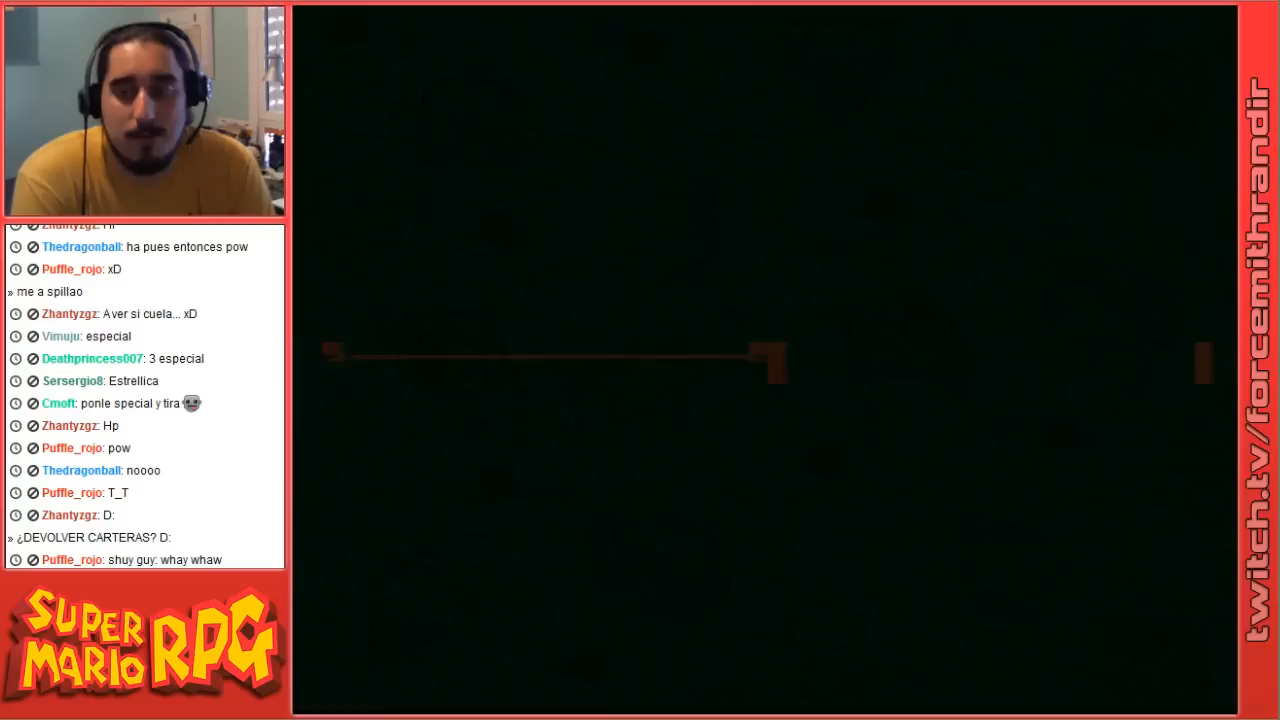 Thedragonball: ha pues entonces pow
Puffle_rojo: xD
» me a spillao
Zhantyzgz: Aver si cuela... xD
Vimuju: especial
Deathprincess007: 3 especial
Sersergio8: Estrellica
Cmoft: ponle special y tira
Zhantyzgz: Hp
Puffle_rojo: pow
Thedragonball: noooo
Puffle_rojo: T_T
Zhantyzgz: D:
» ¿DEVOLVER CARTERAS? D:
Puffle_rojo: shuy guy: whay whaw
SUPER
MARIO
RPG
twitch.tv/forcemithrandir